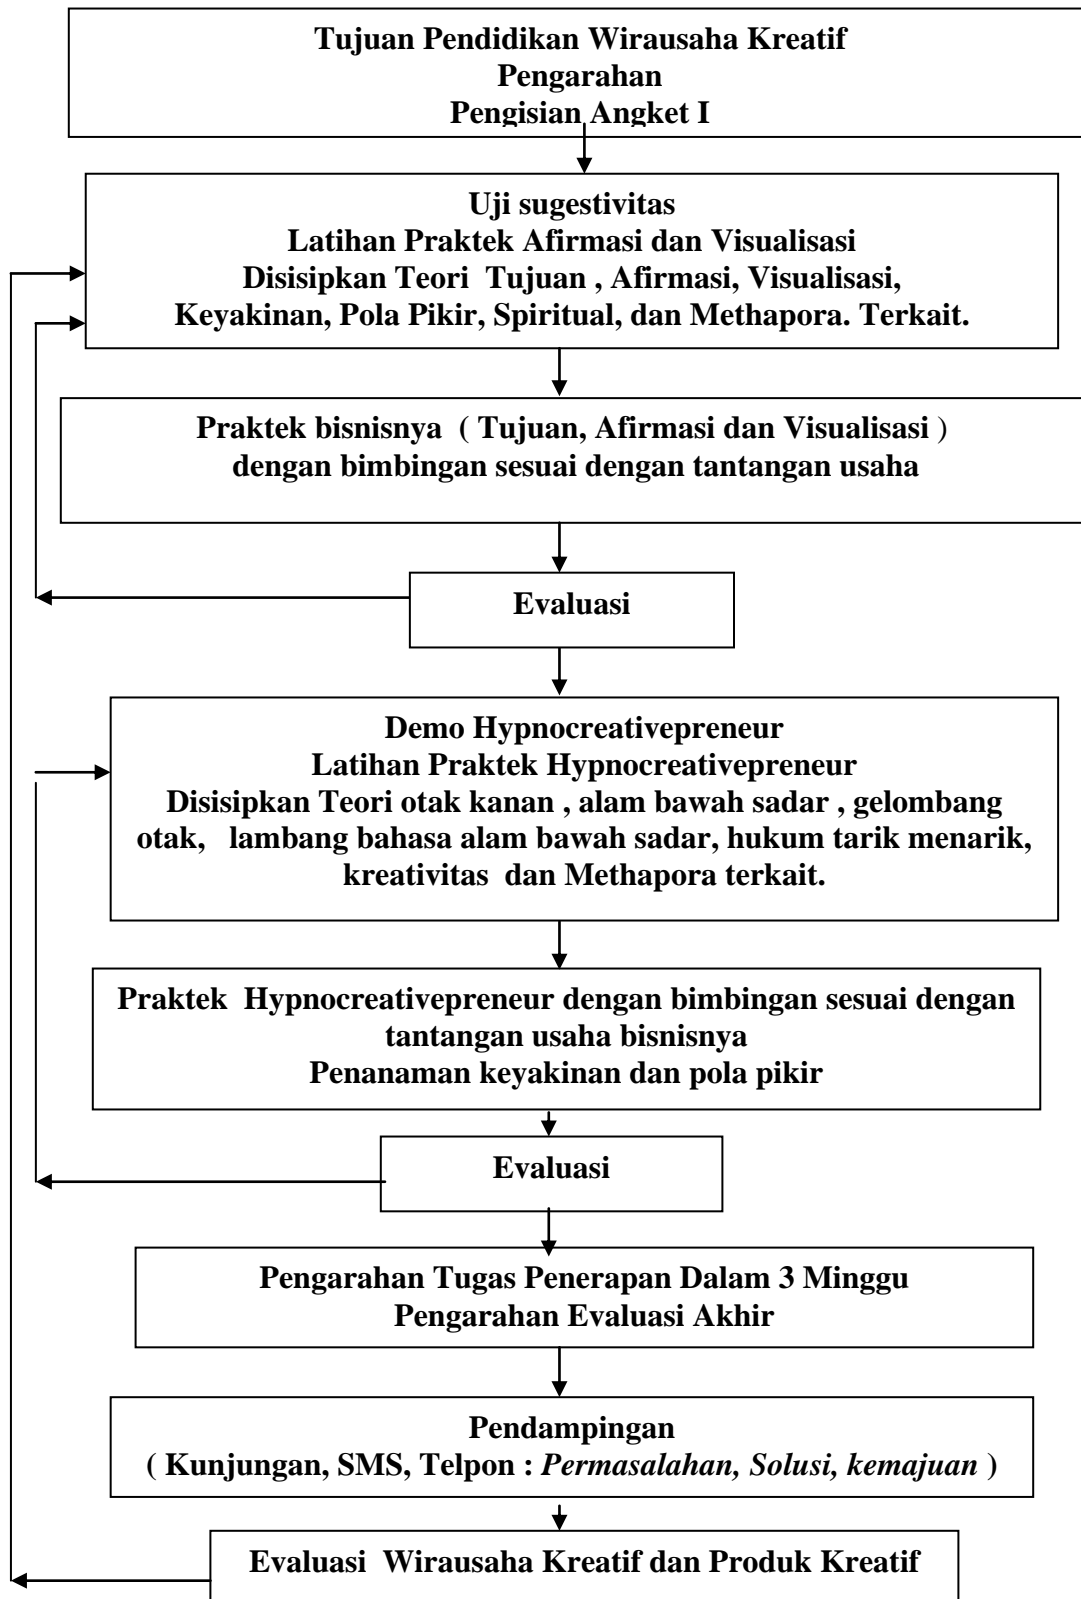 Tujuan Pendidikan Wirausaha Kreatif
Pengarahan
Pengisian Angket I
Uji sugestivitas
Latihan Praktek Afirmasi dan Visualisasi
Disisipkan Teori Tujuan , Afirmasi, Visualisasi,
Keyakinan, Pola Pikir, Spiritual, dan Methapora. Terkait.
Praktek bisnisnya ( Tujuan, Afirmasi dan Visualisasi )
dengan bimbingan sesuai dengan tantangan usaha
Evaluasi
Demo Hypnocreativepreneur
Latihan Praktek Hypnocreativepreneur
Disisipkan Teori otak kanan , alam bawah sadar , gelombang
otak, lambang bahasa alam bawah sadar, hukum tarik menarik,
kreativitas dan Methapora terkait.
Praktek Hypnocreativepreneur dengan bimbingan sesuai dengan
tantangan usaha bisnisnya
Penanaman keyakinan dan pola pikir
Evaluasi
Pengarahan Tugas Penerapan Dalam 3 Minggu
Pengarahan Evaluasi Akhir
Pendampingan
( Kunjungan, SMS, Telpon : Permasalahan, Solusi, kemajuan )
Evaluasi Wirausaha Kreatif dan Produk Kreatif